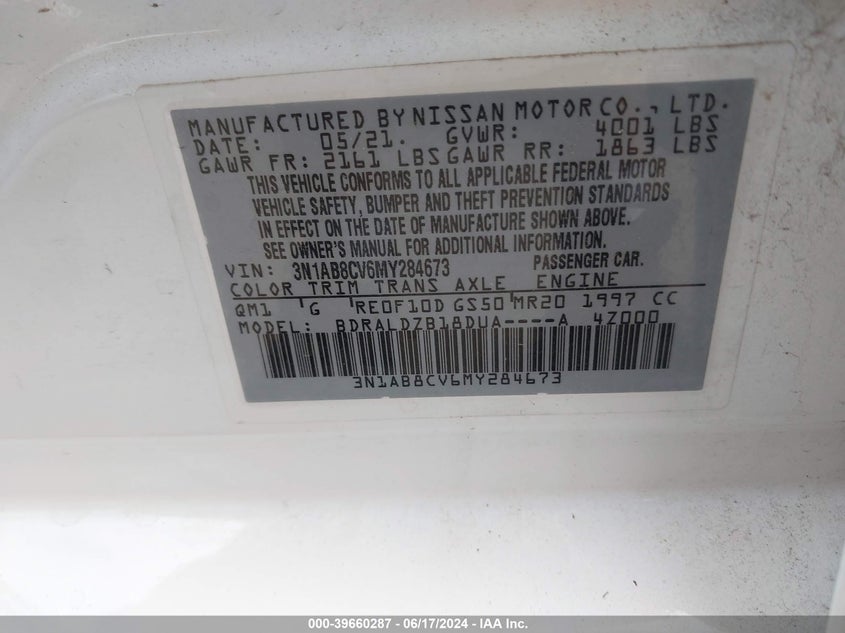 MANUFACTURED BY NISSAN MOTOR CO., LTD.
DATE: 05/21. GVWR: 4001 LBS
GAWR FR: 2161 LBS GAWR RR: 1863 LBS
THIS VEHICLE CONFORMS TO ALL APPLICABLE FEDERAL MOTOR
VEHICLE SAFETY, BUMPER AND THEFT PREVENTION STANDARDS
IN EFFECT ON THE DATE OF MANUFACTURE SHOWN ABOVE.
SEE OWNER'S MANUAL FOR ADDITIONAL INFORMATION.
VIN: 3N1AB8CV6MY284673 PASSENGER CAR.
COLOR TRIM TRANS AXLE ENGINE
QM1 G RE0F10D GS50 MR20 1997 CC
MODEL: BDRALDZB18DUA----A 4Z000
3N1AB8CV6MY284673
000-39660287 - 06/17/2024 - IAA Inc.